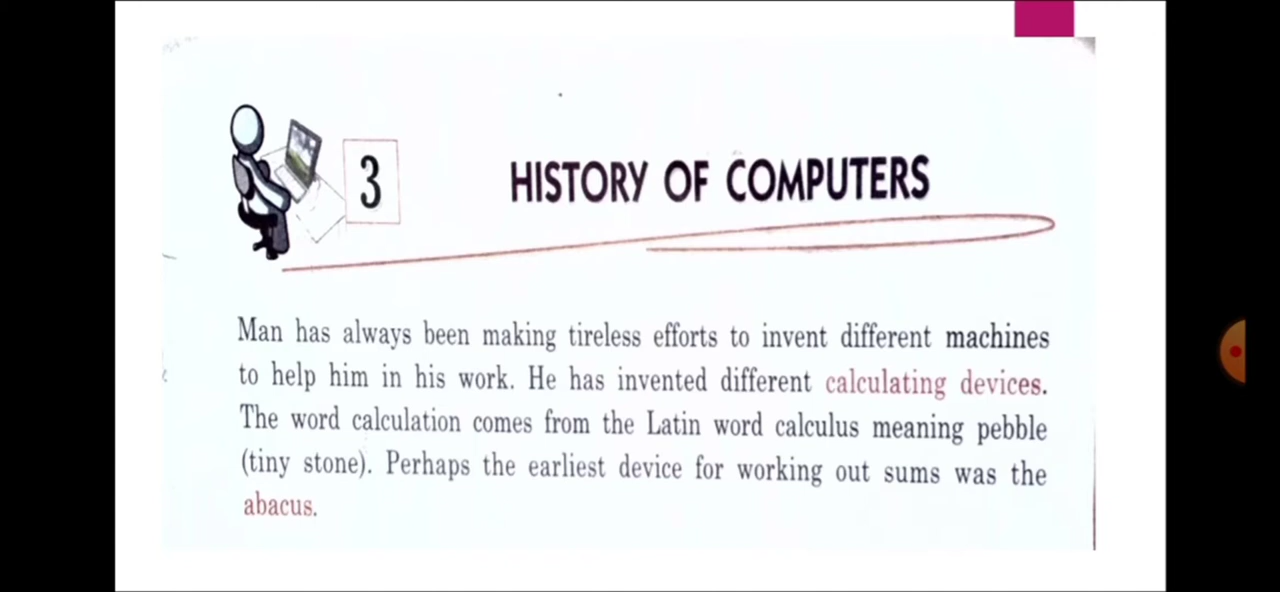 3
HISTORY OF COMPUTERS
Man has always been making tireless efforts to invent different machines
to help him in his work. He has invented different calculating devices.
The word calculation comes from the Latin word calculus meaning pebble
(tiny stone). Perhaps the earliest device for working out sums was the
abacus.